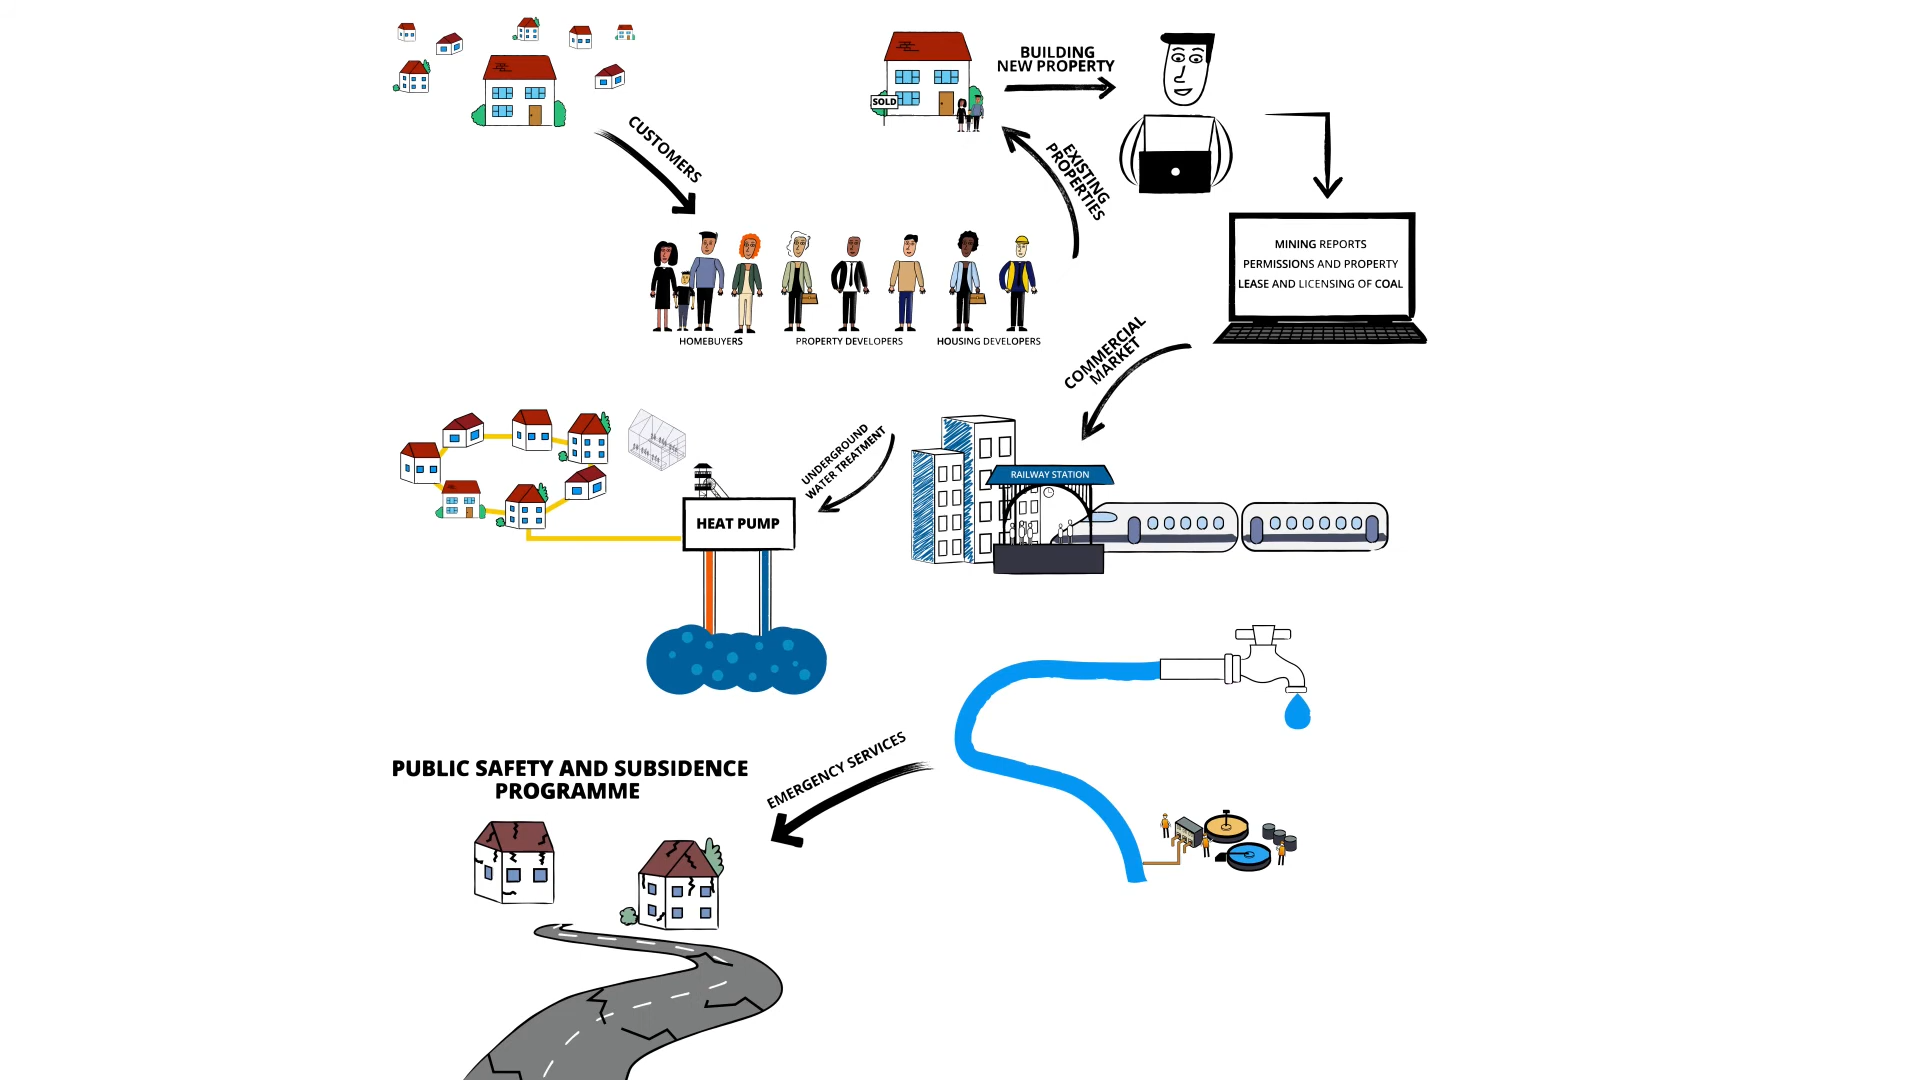 CUSTOMERS
SOLD
BUILDING
NEW PROPERTY
EXISTING
PROPERTIES
HOMEBUYERS
PROPERTY DEVELOPERS
HOUSING DEVELOPERS
MINING REPORTS
PERMISSIONS AND PROPERTY
LEASE AND LICENSING OF COAL
COMMERCIAL
MARKET
RAILWAY STATION
UNDERGROUND
WATER TREATMENT
HEAT PUMP
EMERGENCY SERVICES
PUBLIC SAFETY AND SUBSIDENCE
PROGRAMME